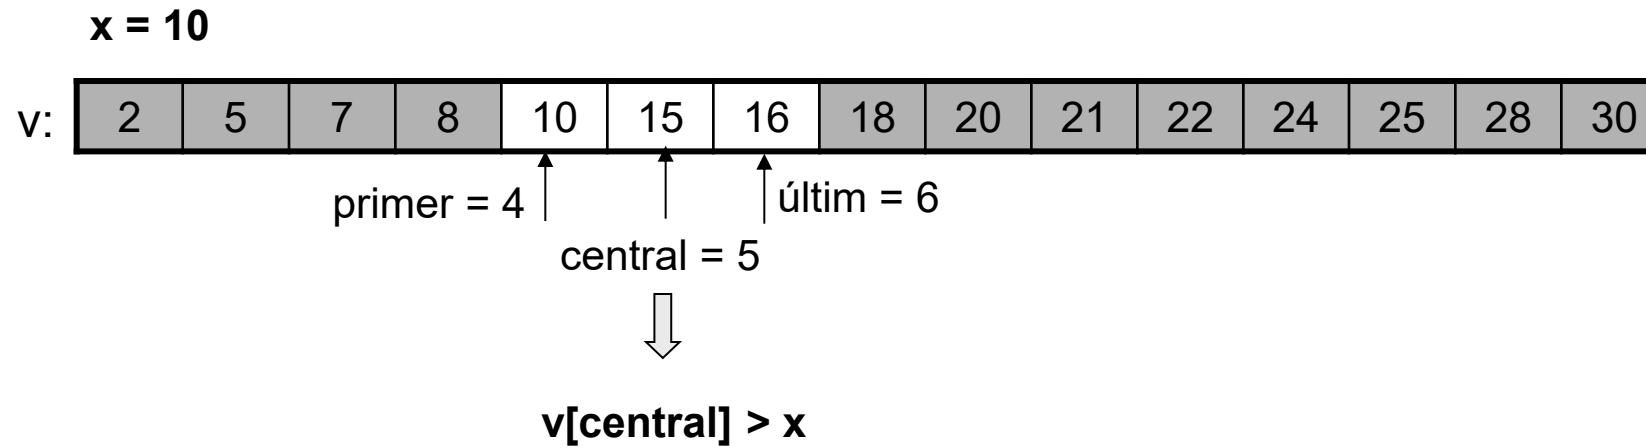 x = 10
v: 2 5 7 8 10 15 16 18 20 21 22 24 25 28 30
primer = 4 últim = 6
central = 5
v[central] > x